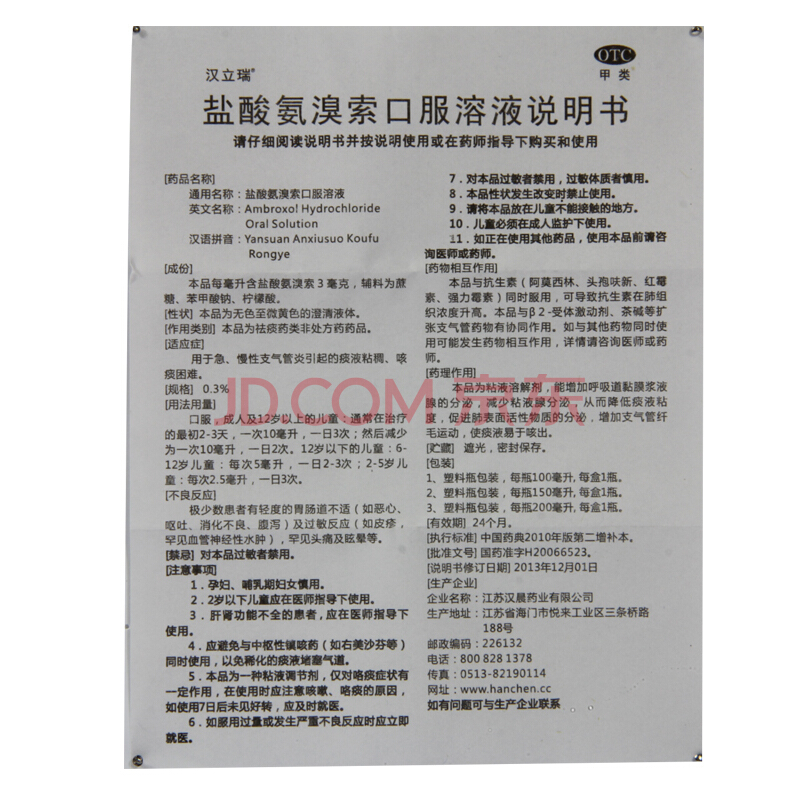 汉立瑞®
OTC
甲类
盐酸氨溴索口服溶液说明书
请仔细阅读说明书并按说明使用或在药师指导下购买和使用
[药品名称]
通用名称：盐酸氨溴索口服溶液
英文名称：Ambroxol Hydrochloride
Oral Solution
汉语拼音：Yansuan Anxiusuo Koufu
Rongye
[成份]
本品每毫升含盐酸氨溴索3毫克，辅料为蔗
糖、苯甲酸钠、柠檬酸。
[性状] 本品为无色至微黄色的澄清液体。
[作用类别] 本品为祛痰药类非处方药药品。
[适应症]
用于急、慢性支气管炎引起的痰液粘稠、咳
痰困难。
[规格] 0.3%
[用法用量]
口服，成人及12岁以上的儿童：通常在治疗
的最初2-3天，一次10毫升，一日3次；然后减少
为一次10毫升，一日2次。12岁以下的儿童：6-
12岁儿童：每次5毫升，一日2-3次；2-5岁儿
童：每次2.5毫升，一日3次。
[不良反应]
极少数患者有轻度的胃肠道不适（如恶心、
呕吐、消化不良、腹泻）及过敏反应（如皮疹，
罕见血管神经性水肿），罕见头痛及眩晕等。
[禁忌] 对本品过敏者禁用。
[注意事项]
1．孕妇、哺乳期妇女慎用。
2．2岁以下儿童应在医师指导下使用。
3．肝肾功能不全的患者，应在医师指导下
使用。
4．应避免与中枢性镇咳药（如右美沙芬等）
同时使用，以免稀化的痰液堵塞气道。
5．本品为一种粘液调节剂，仅对咯痰症状有
一定作用，在使用时应注意咳嗽、咯痰的原因，
如使用7日后未见好转，应及时就医。
6．如服用过量或发生严重不良反应时应立即
就医。
7．对本品过敏者禁用，过敏体质者慎用。
8．本品性状发生改变时禁止使用。
9．请将本品放在儿童不能接触的地方。
10．儿童必须在成人监护下使用。
11．如正在使用其他药品，使用本品前请咨
询医师或药师。
[药物相互作用]
本品与抗生素（阿莫西林、头孢呋新、红霉
素、强力霉素）同时服用，可导致抗生素在肺组
织浓度升高。本品与β2-受体激动剂、茶碱等扩
张支气管药物有协同作用。如与其他药物同时使
用可能发生药物相互作用，详情请咨询医师或药
师。
[药理作用]
本品为粘液溶解剂，能增加呼吸道黏膜浆液
腺的分泌，减少粘液腺分泌，从而降低痰液粘
度，促进肺表面活性物质的分泌，增加支气管纤
毛运动，使痰液易于咳出。
[贮藏] 遮光，密封保存。
[包装]
1、塑料瓶包装，每瓶100毫升，每盒1瓶。
2、塑料瓶包装，每瓶150毫升，每盒1瓶。
3、塑料瓶包装，每瓶200毫升，每盒1瓶。
[有效期] 24个月。
[执行标准] 中国药典2010年版第二增补本。
[批准文号] 国药准字H20066523。
[说明书修订日期] 2013年12月01日
[生产企业]
企业名称：江苏汉晨药业有限公司
生产地址：江苏省海门市悦来工业区三条桥路
188号
邮政编码：226132
电话：800 828 1378
传真：0513-82190114
网址：www.hanchen.cc
如有问题可与生产企业联系
JD.COM 京东